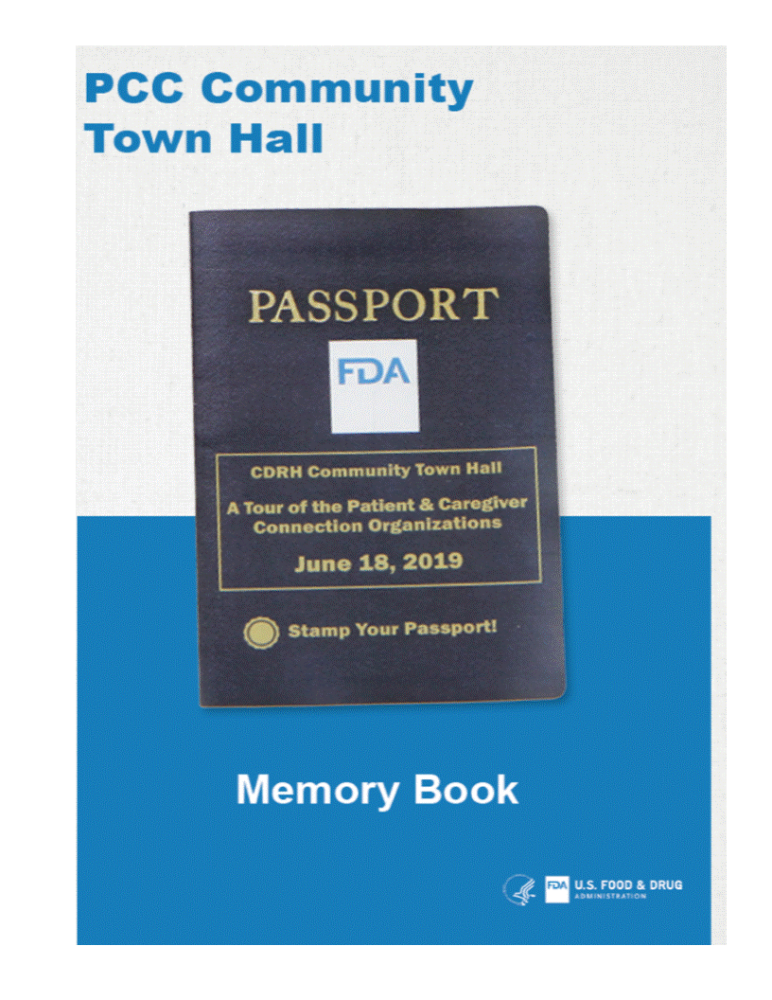 PCC Community
Town Hall
PASSPORT
FDA
CDRH Community Town Hall
A Tour of the Patient & Caregiver
Connection Organizations
June 18, 2019
Stamp Your Passport!
Memory Book
FDA U.S. FOOD & DRUG
ADMINISTRATION